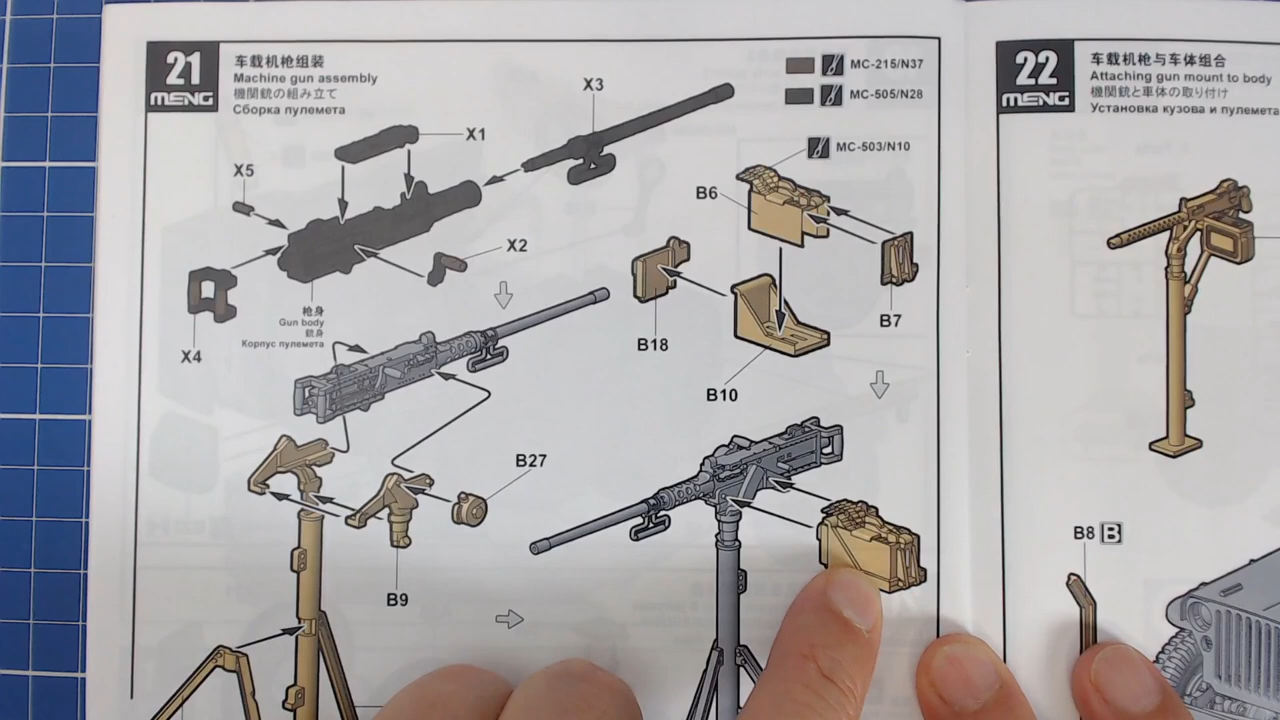 21
MENG
车载机枪组装
Machine gun assembly
機関銃の組み立て
Сборка пулемета
MC-215/N37
MC-505/N28
MC-503/N10
X3
X1
X5
X2
X4
枪身
Gun body
銃身
Корпус пулемета
B6
B7
B18
B10
B27
B9
22
MENG
车载机枪与车体组合
Attaching gun mount to body
機関銃と車体の取り付け
Установка кузова и пулемета
B8 B